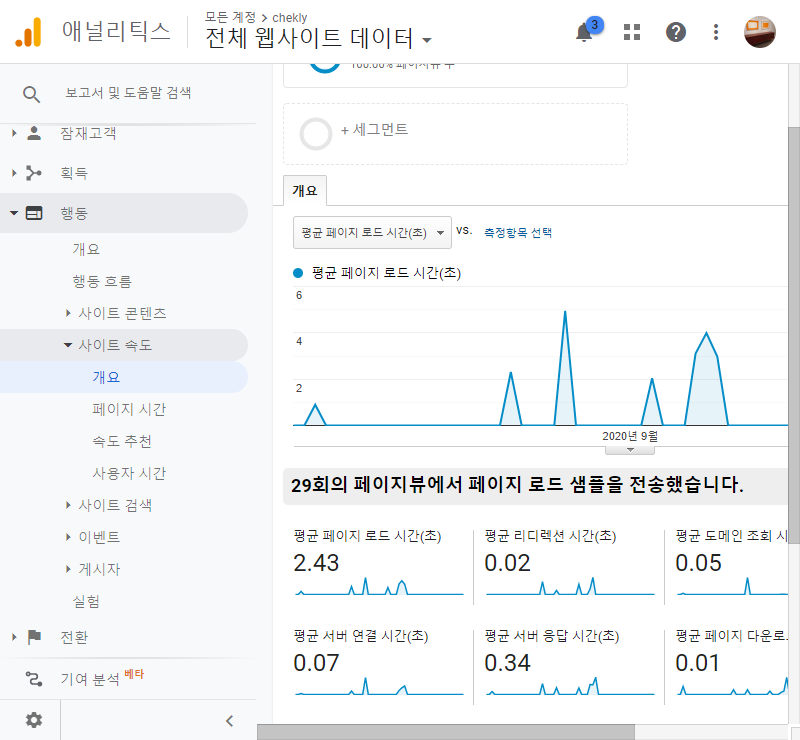 애널리틱스
모든 계정 > chekly
전체 웹사이트 데이터
3
보고서 및 도움말 검색
잠재고객
획득
행동
개요
행동 흐름
사이트 콘텐츠
사이트 속도
개요
페이지 시간
속도 추천
사용자 시간
사이트 검색
이벤트
게시자
실험
전환
기여 분석 베타
100.00% 페이지뷰 수
+ 세그먼트
개요
평균 페이지 로드 시간(초) vs. 측정항목 선택
평균 페이지 로드 시간(초)
6
4
2
2020년 9월
29회의 페이지뷰에서 페이지 로드 샘플을 전송했습니다.
평균 페이지 로드 시간(초)
2.43
평균 리디렉션 시간(초)
0.02
평균 도메인 조회 시
0.05
평균 서버 연결 시간(초)
0.07
평균 서버 응답 시간(초)
0.34
평균 페이지 다운로
0.01